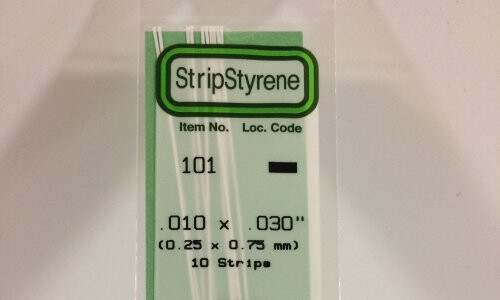 StripStyrene
Item No. Loc. Code
101
.010 x .030"
(0.25 x 0.75 mm)
10 Strips